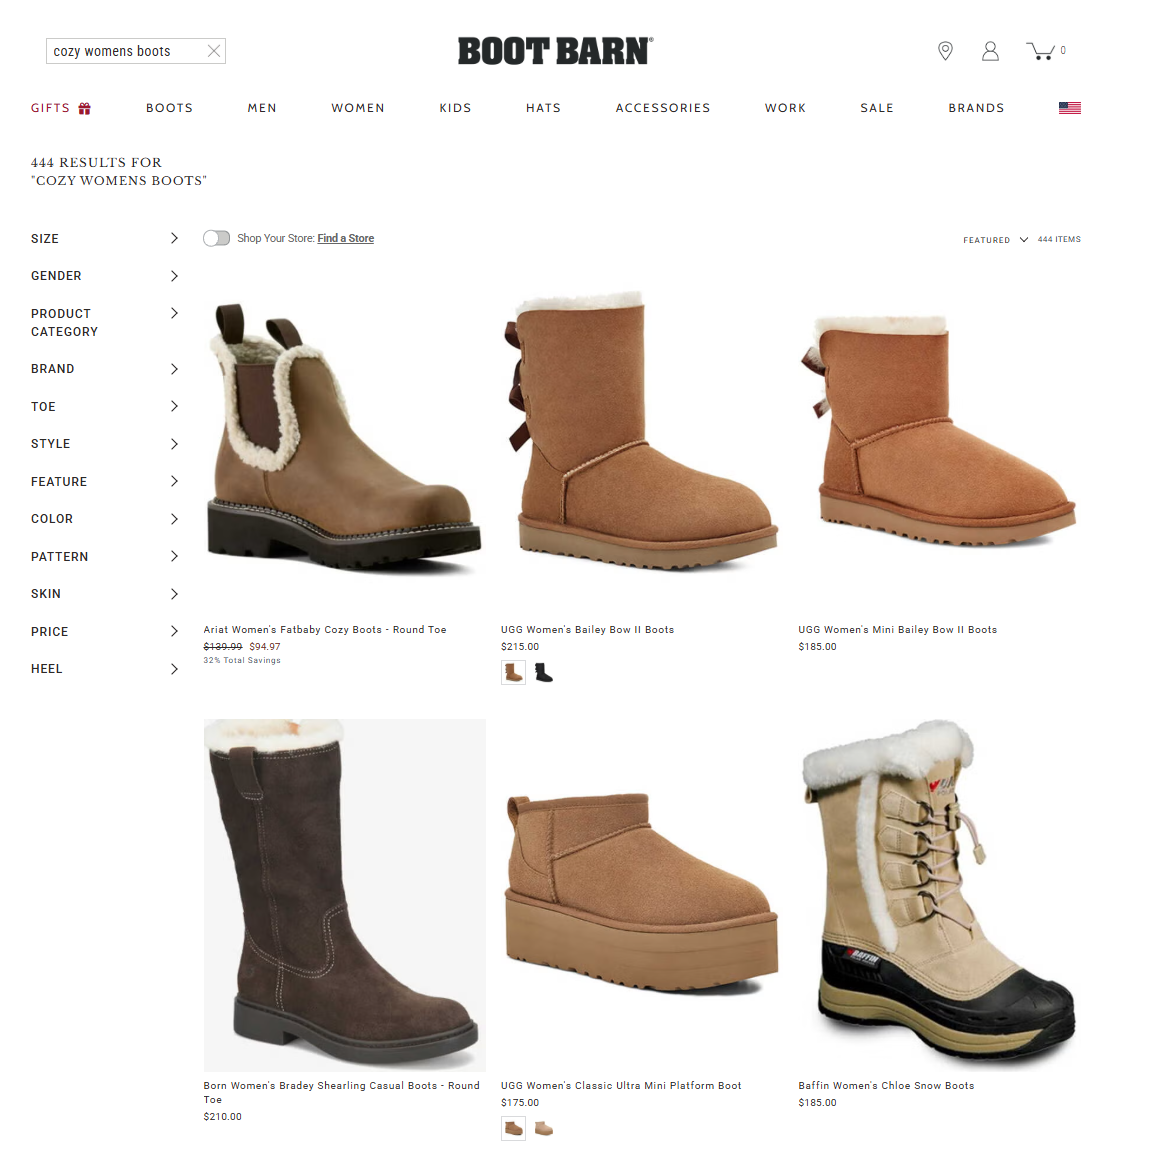 cozy womens boots
BOOT BARN®
0
GIFTS
BOOTS
MEN
WOMEN
KIDS
HATS
ACCESSORIES
WORK
SALE
BRANDS
444 RESULTS FOR
"COZY WOMENS BOOTS"
SIZE
GENDER
PRODUCT
CATEGORY
BRAND
TOE
STYLE
FEATURE
COLOR
PATTERN
SKIN
PRICE
HEEL
Shop Your Store: Find a Store
FEATURED
444 ITEMS
Ariat Women's Fatbaby Cozy Boots - Round Toe
$139.99 $94.97
32% Total Savings
UGG Women's Bailey Bow II Boots
$215.00
UGG Women's Mini Bailey Bow II Boots
$185.00
Born Women's Bradey Shearling Casual Boots - Round
Toe
$210.00
UGG Women's Classic Ultra Mini Platform Boot
$175.00
BAFFIN
Baffin Women's Chloe Snow Boots
$185.00